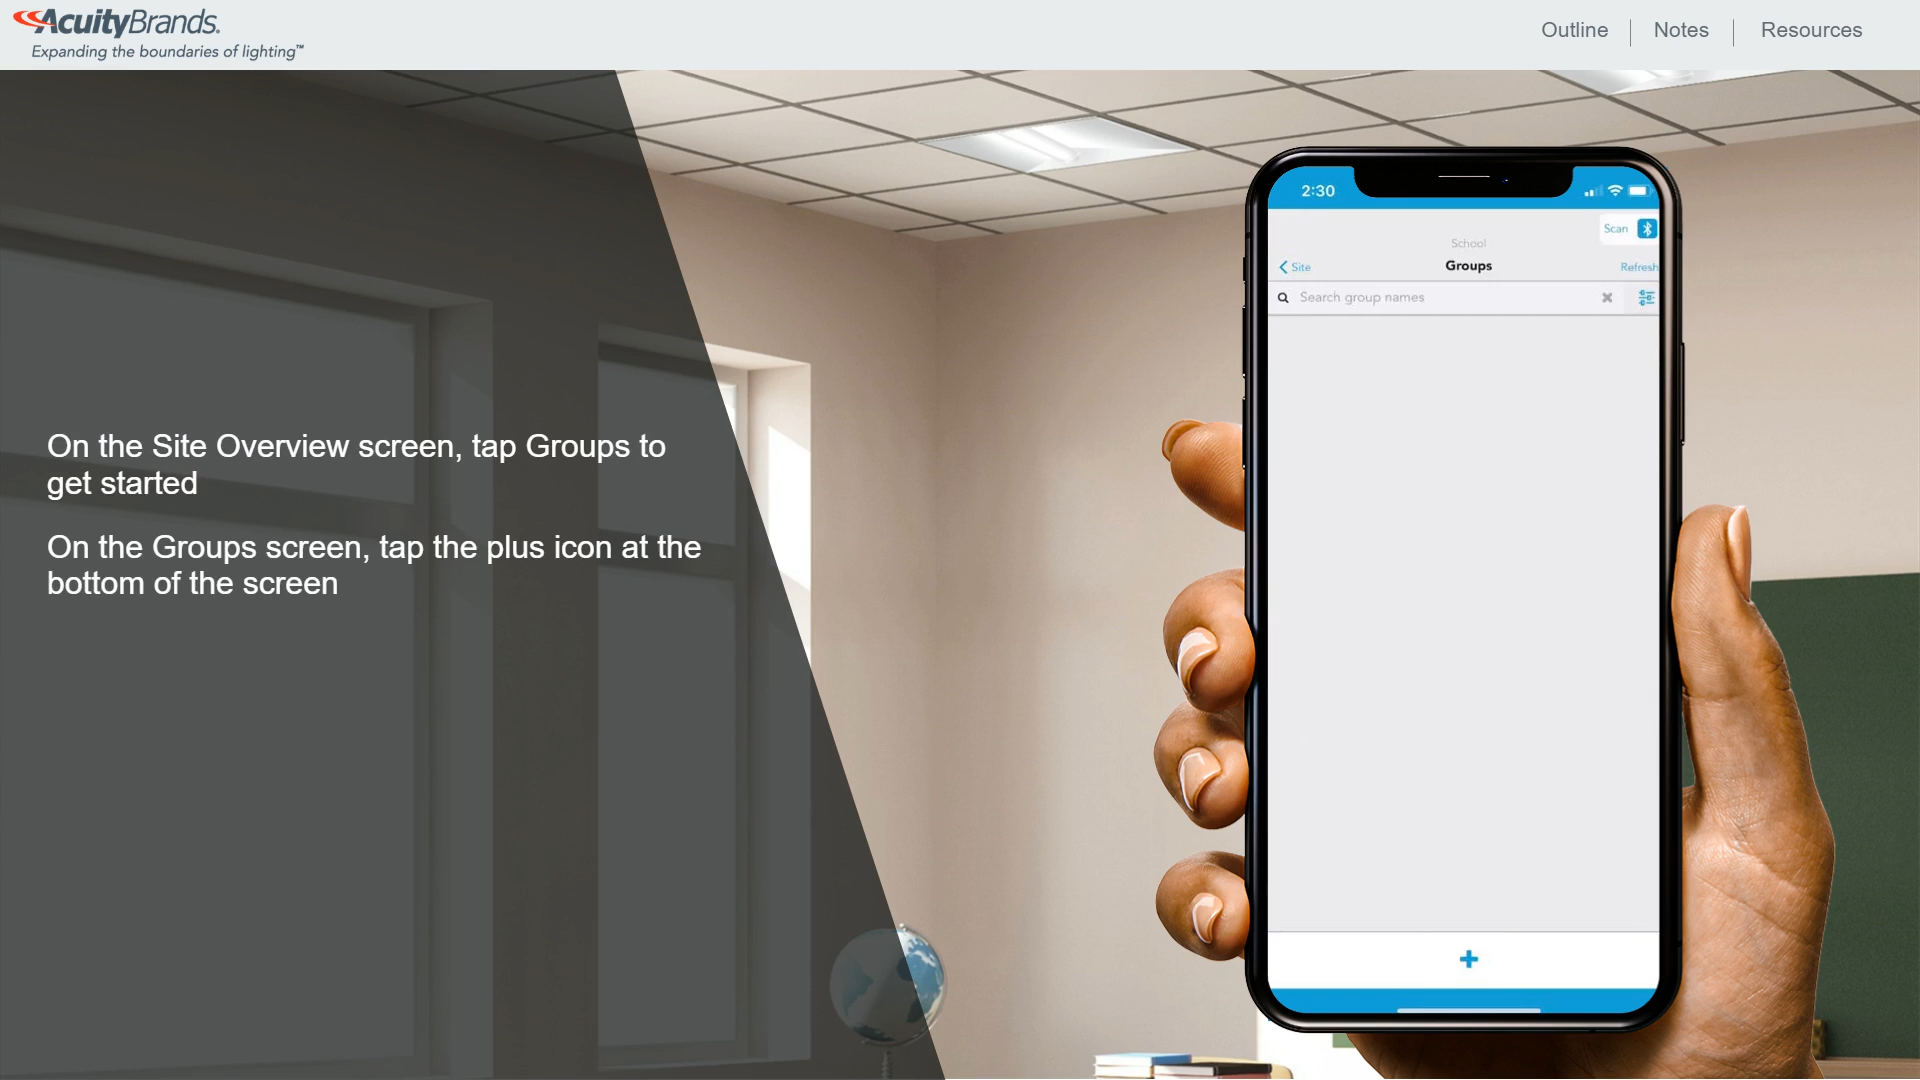 AcuityBrands.
Expanding the boundaries of lighting™
Outline
Notes
Resources
On the Site Overview screen, tap Groups to
get started
On the Groups screen, tap the plus icon at the
bottom of the screen
2:30
Scan
School
Site
Groups
Refresh
Search group names